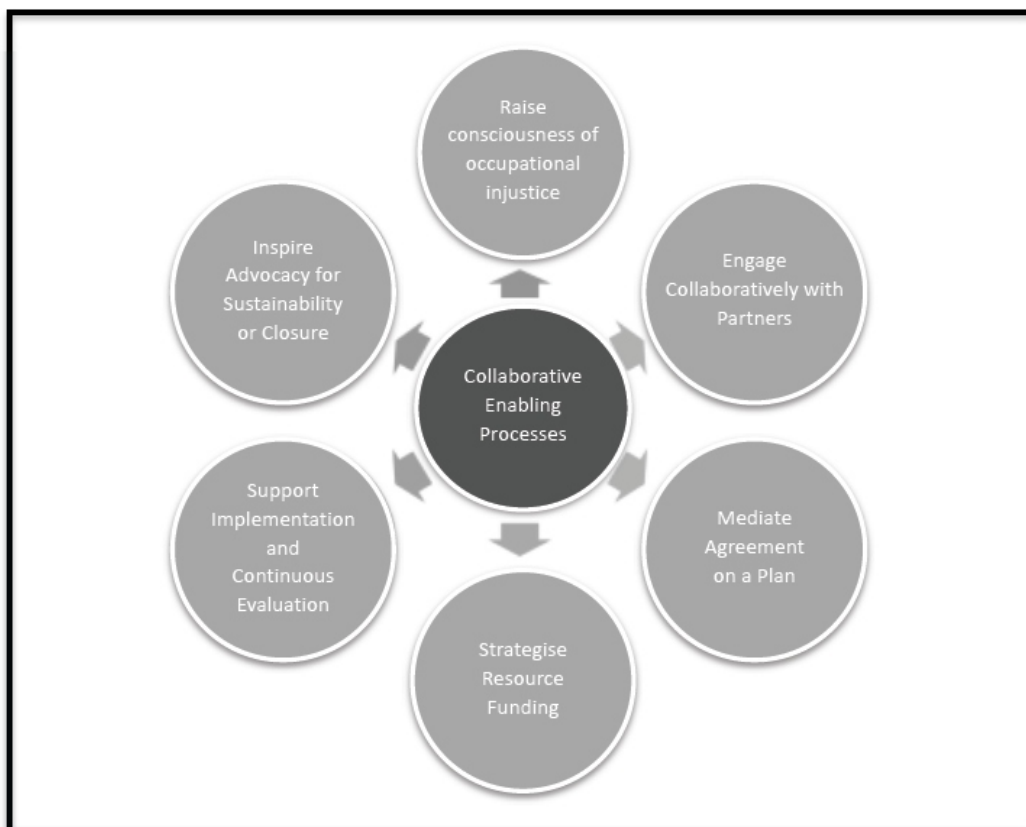 Raise
consciousness of
occupational
injustice
Engage
Collaboratively with
Partners
Mediate
Agreement
on a Plan
Strategise
Resource
Funding
Support
Implementation
and
Continuous
Evaluation
Inspire
Advocacy for
Sustainability
or Closure
Collaborative
Enabling
Processes